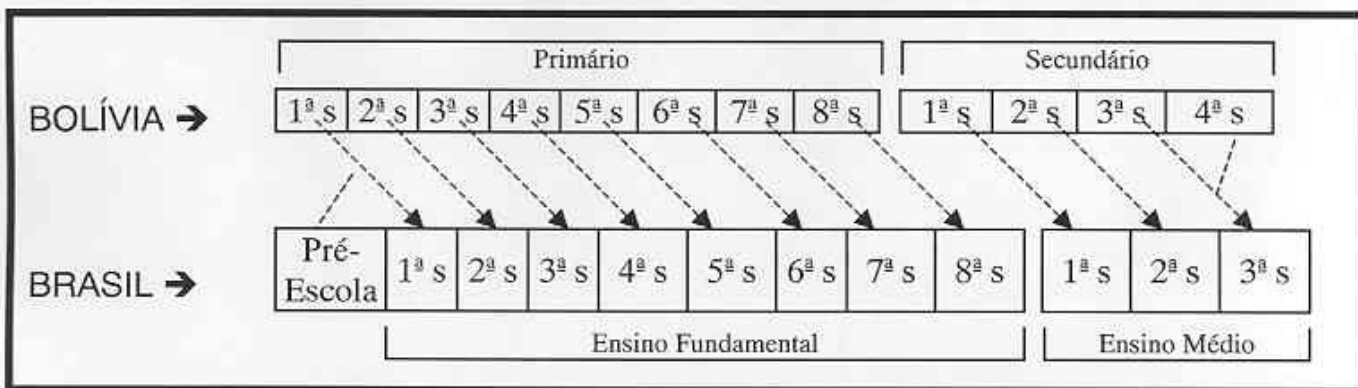 Primário Secundário
BOLÍVIA ➔ 1ª s 2ª s 3ª s 4ª s 5ª s 6ª s 7ª s 8ª s 1ª s 2ª s 3ª s 4ª s
Pré-
BRASIL ➔ Escola 1ª s 2ª s 3ª s 4ª s 5ª s 6ª s 7ª s 8ª s 1ª s 2ª s 3ª s
Ensino Fundamental Ensino Médio